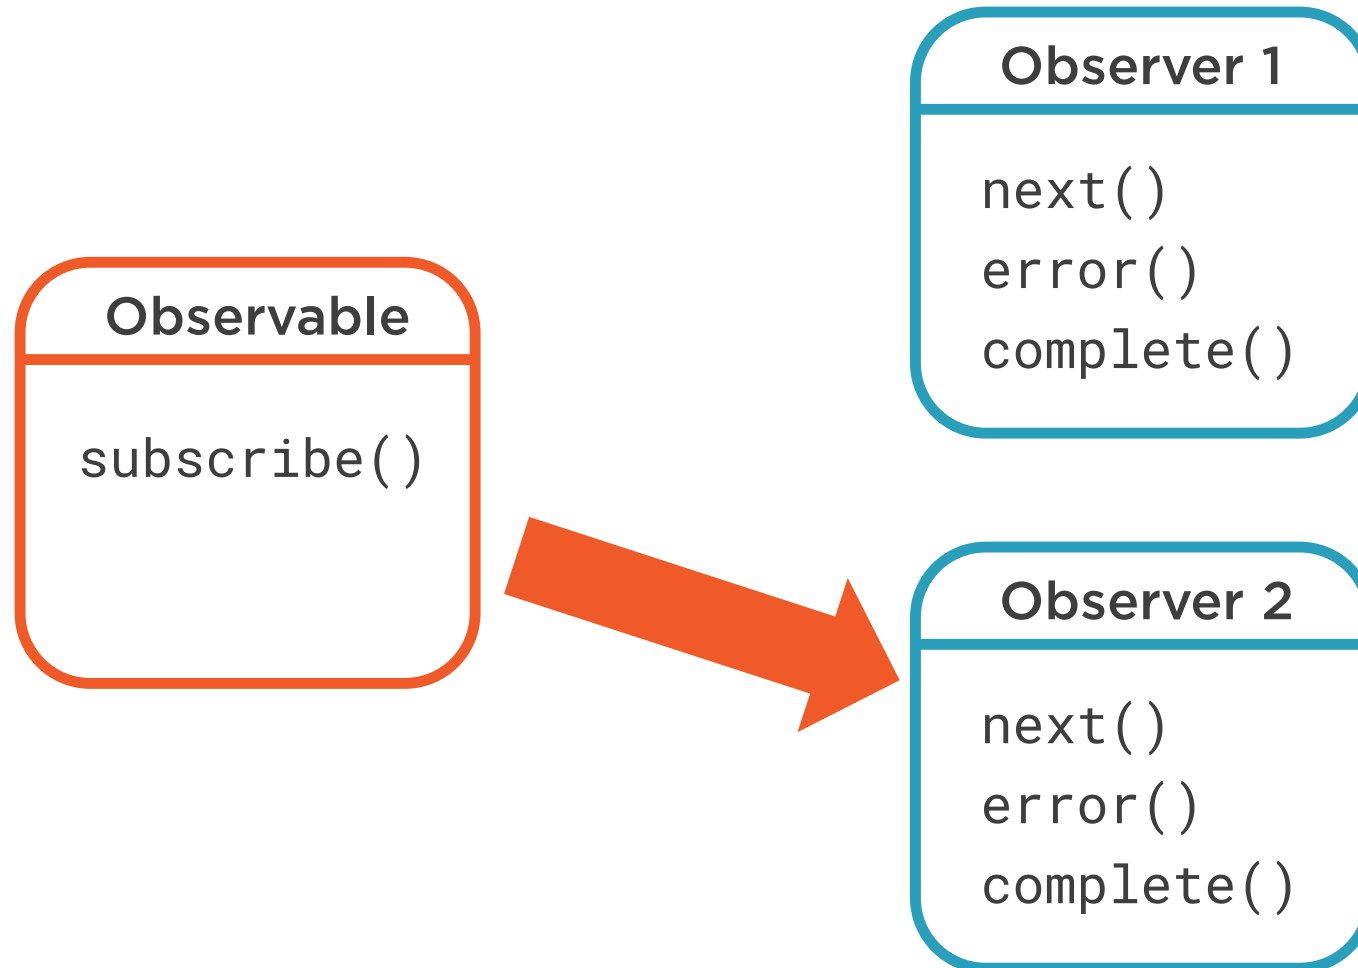 Observable
subscribe()
Observer 1
next()
error()
complete()
Observer 2
next()
error()
complete()